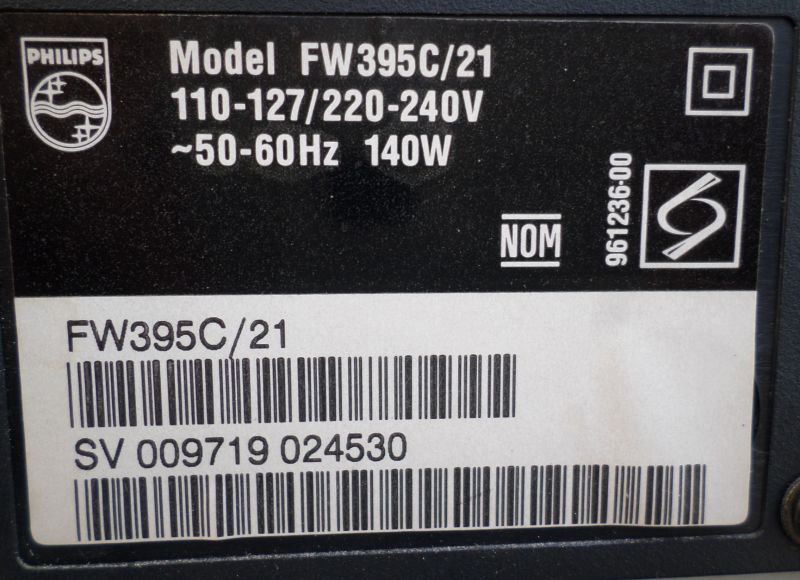 PHILIPS
Model FW395C/21
110-127/220-240V
~50-60Hz 140W
NOM
961236-00
FW395C/21
SV 009719 024530